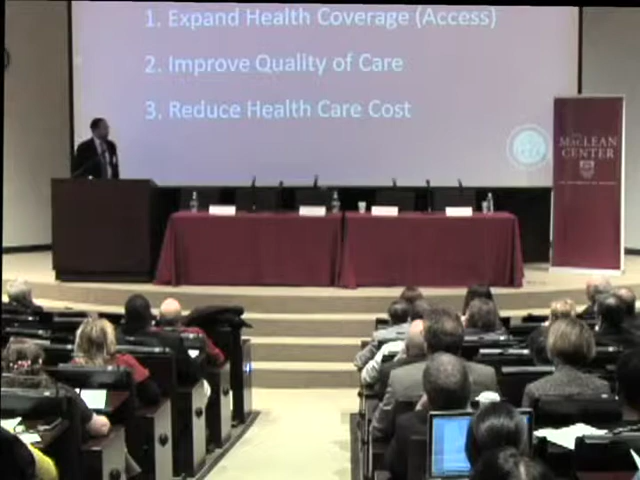 1. Expand Health Coverage (Access)
2. Improve Quality of Care
3. Reduce Health Care Cost
MACLEAN
CENTER